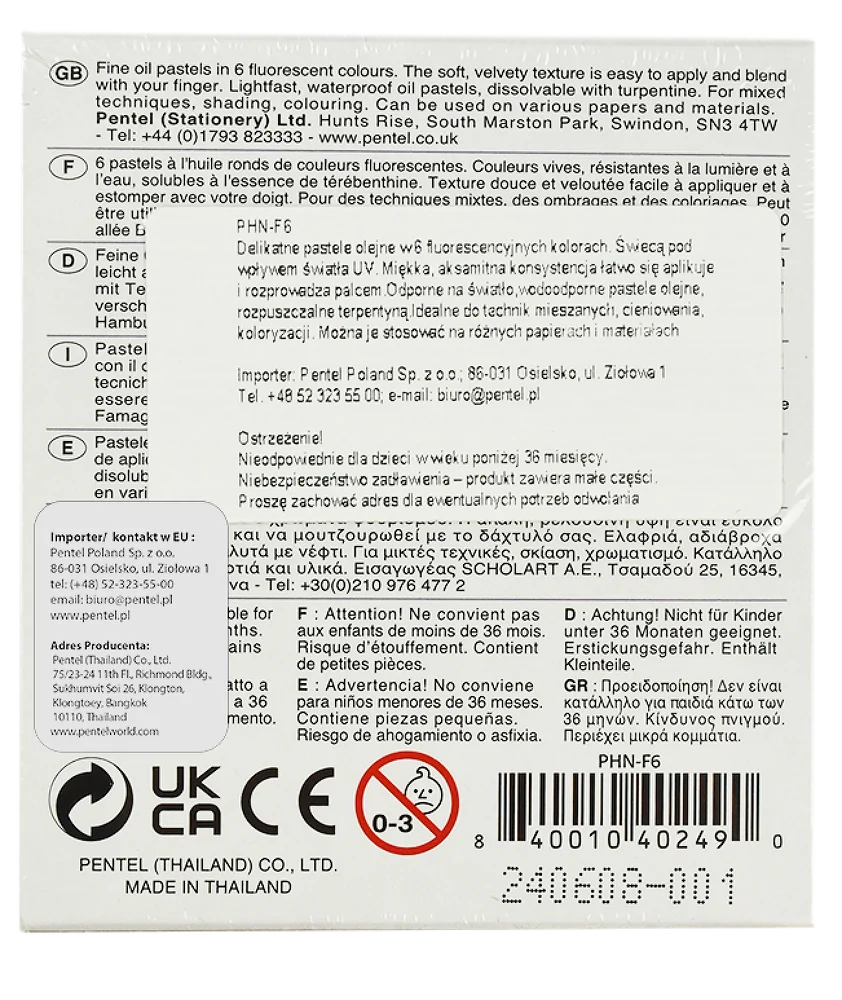 GB Fine oil pastels in 6 fluorescent colours. The soft, velvety texture is easy to apply and blend
with your finger. Lightfast, waterproof oil pastels, dissolvable with turpentine. For mixed
techniques, shading, colouring. Can be used on various papers and materials.
Pentel (Stationery) Ltd. Hunts Rise, South Marston Park, Swindon, SN3 4TW
- Tel: +44 (0)1793 823333 - www.pentel.co.uk
F 6 pastels à l'huile ronds de couleurs fluorescentes. Couleurs vives, résistantes à la lumière et à
l'eau, solubles à l'essence de térébenthine. Texture douce et veloutée facile à appliquer et à
estomper avec votre doigt. Pour des techniques mixtes, des ombrages et des coloriages. Peut
être
allée
D Feine
leicht
mit
Hambu
I Pastel
con il
essere
Famag
E Pastele
de
en vari
PHN-F6
Delikatne pastele olejne w6 fluorescencyjnych kolorach. Świecą pod
wpływem światła UV. Miękka, aksamitna konsystencja łatwo się aplikuje
i rozprowadza palcem.Odporne na światło,wodoodporne pastele olejne,
rozpuszczalne terpentyną.Idealne do technik mieszanych, cieniowania,
koloryzacji. Można je stosować na różnych papierach i materiałach
Importer: Pentel Poland Sp. z o.o.; 86-031 Osielsko, ul. Ziołowa 1
Tel. +48 52 323 55 00; e-mail: biuro@pentel.pl
Ostrzeżenie!
Nieodpowiednie dla dzieci w wieku poniżej 36 miesięcy.
Niebezpieczeństwo zadławienia – produkt zawiera małe części.
Proszę zachować adres dla ewentualnych potrzeb odwołania
και να μουτζουρωθεί με το δάχτυλό σας. Ελαφριά, αδιάβροχα
λυτά με νέφτι. Για μικτές τεχνικές, σκίαση, χρωματισμό. Κατάλληλο
οτιά και υλικά. Εισαγωγέας SCHOLART A.E., Τσαμαδού 25, 16345,
να - Tel: +30(0)210 976 477 2
Importer/ kontakt w EU :
Pentel Poland Sp. z o.o.
86-031 Osielsko, ul. Ziołowa 1
tel: (+48) 52-323-55-00
email: biuro@pentel.pl
www.pentel.pl
Adres Producenta:
Pentel (Thailand) Co., Ltd.
75/23-24 11th Fl., Richmond Bldg.,
Sukhumvit Soi 26, Klongton,
Klongtoey, Bangkok
10110, Thailand
www.pentelworld.com
ble for
nths.
ains
atto a
a 36
mento.
F : Attention! Ne convient pas
aux enfants de moins de 36 mois.
Risque d'étouffement. Contient
de petites pièces.
E : Advertencia! No conviene
para niños menores de 36 meses.
Contiene piezas pequeñas.
Riesgo de ahogamiento o asfixia.
D : Achtung! Nicht für Kinder
unter 36 Monaten geeignet.
Erstickungsgefahr. Enthält
Kleinteile.
GR : Προειδοποίηση! Δεν είναι
κατάλληλο για παιδιά κάτω των
36 μηνών. Κίνδυνος πνιγμού.
Περιέχει μικρά κομμάτια.
UK
CA
CE
0-3
PHN-F6
8 840010 40249 0
PENTEL (THAILAND) CO., LTD.
MADE IN THAILAND
240608-001